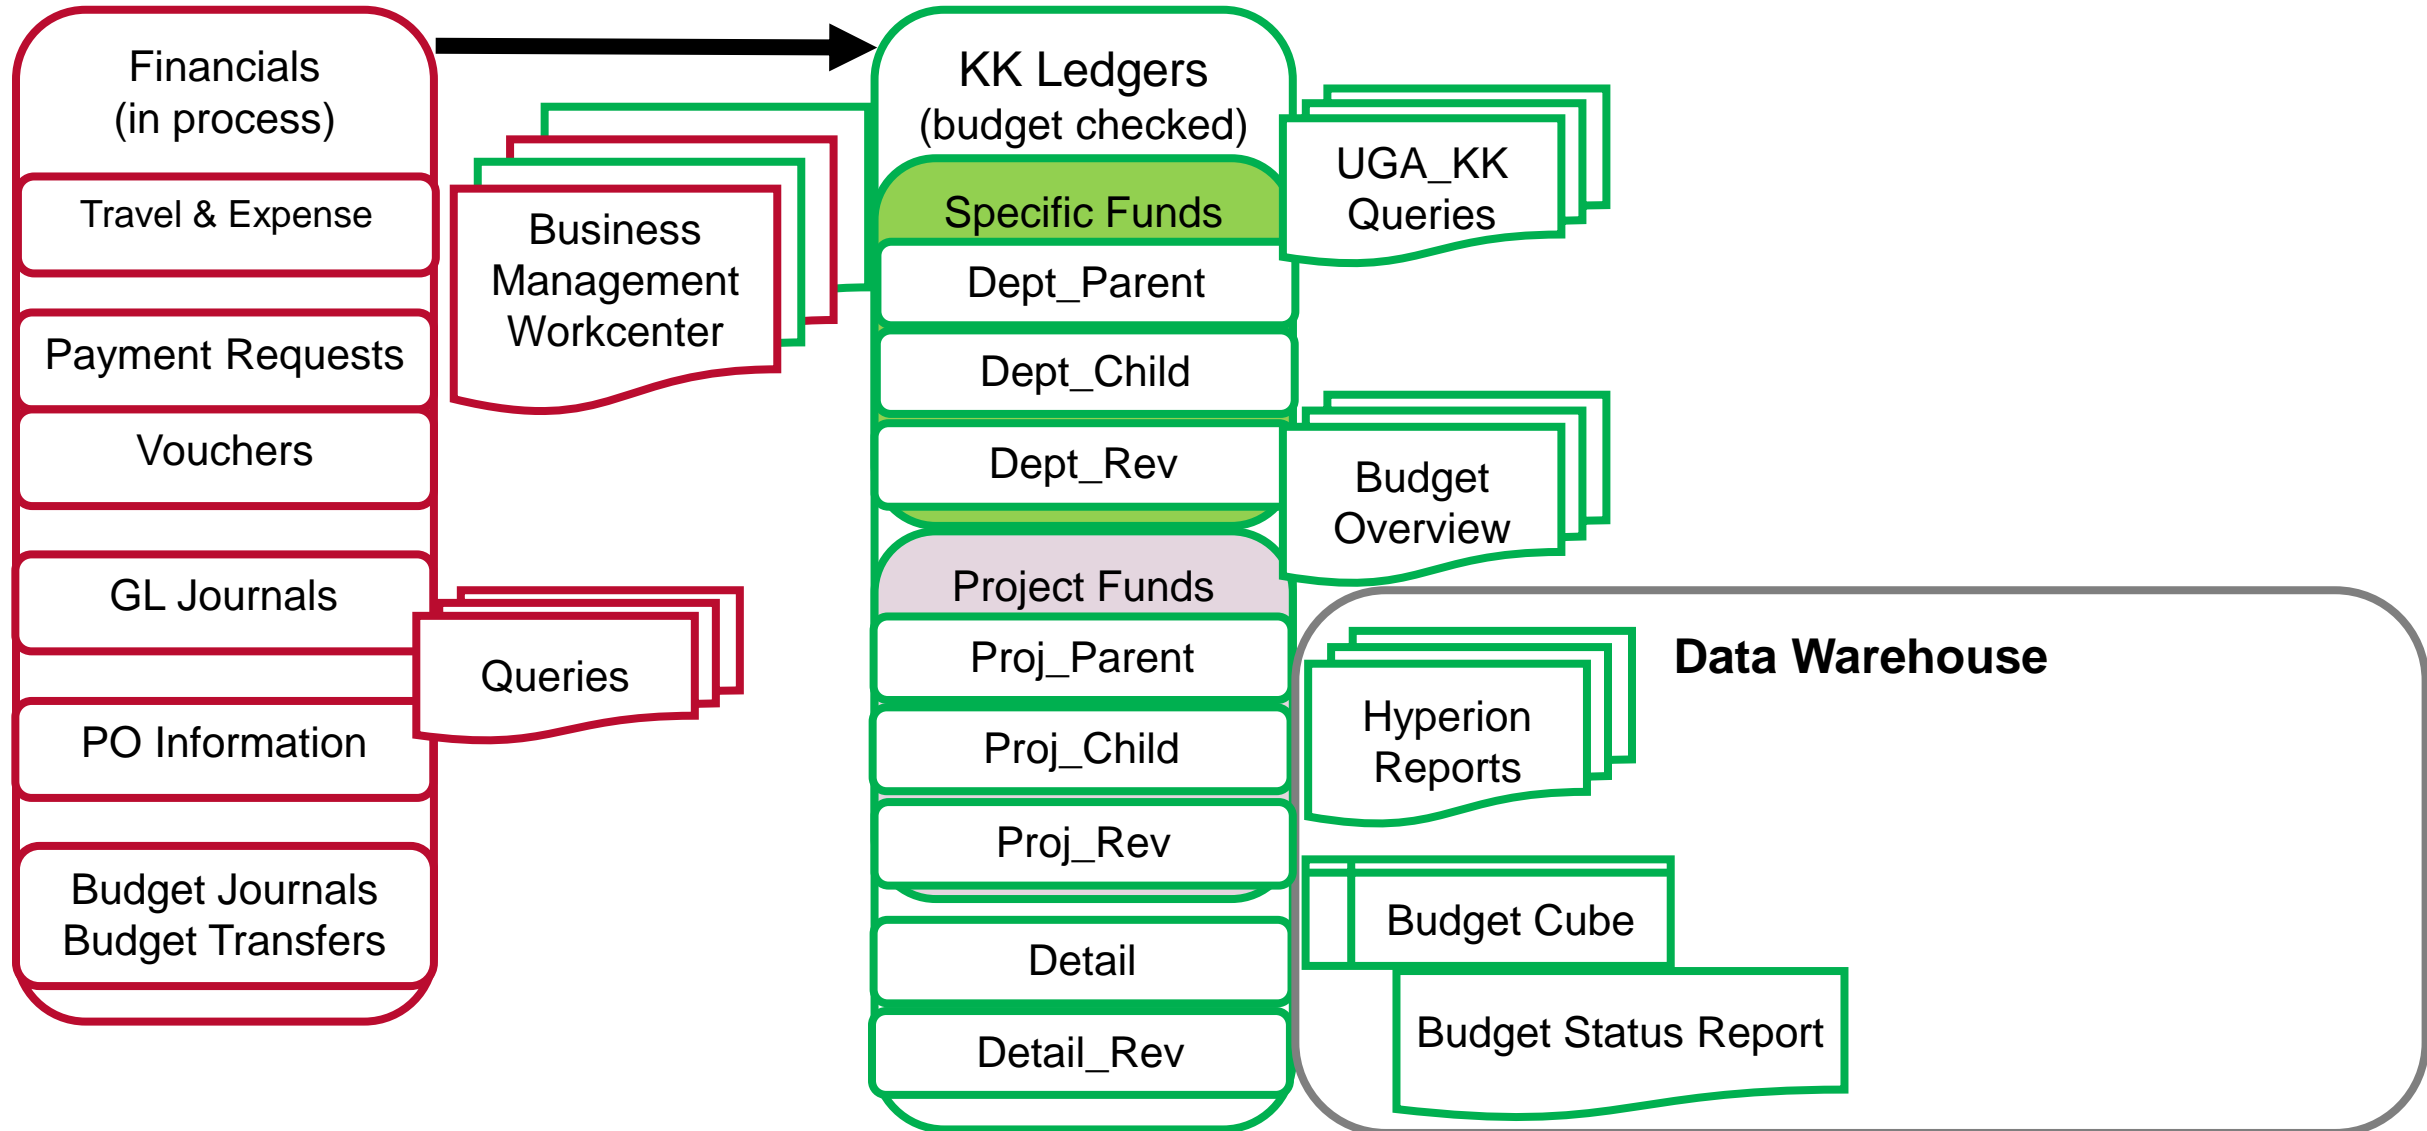 Financials
(in process)
Travel & Expense
Payment Requests
Vouchers
GL Journals
PO Information
Budget Journals
Budget Transfers
Business
Management
Workcenter
Queries
KK Ledgers
(budget checked)
Specific Funds
Dept_Parent
Dept_Child
Dept_Rev
Project Funds
Proj_Parent
Proj_Child
Proj_Rev
Detail
Detail_Rev
UGA_KK
Queries
Budget
Overview
Data Warehouse
Hyperion
Reports
Budget Cube
Budget Status Report